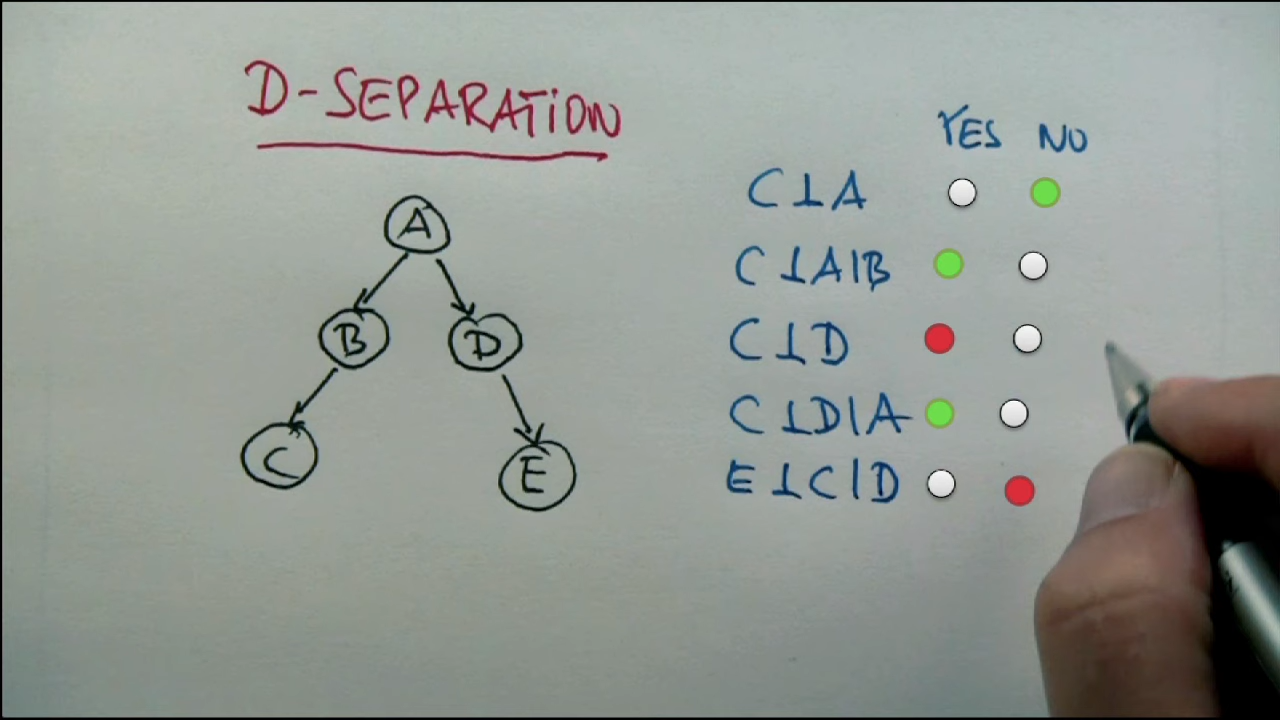 D-SEPARATION
YES NO
C⊥A
C⊥A|B
C⊥D
C⊥D|A
E⊥C|D
A
B D
C E